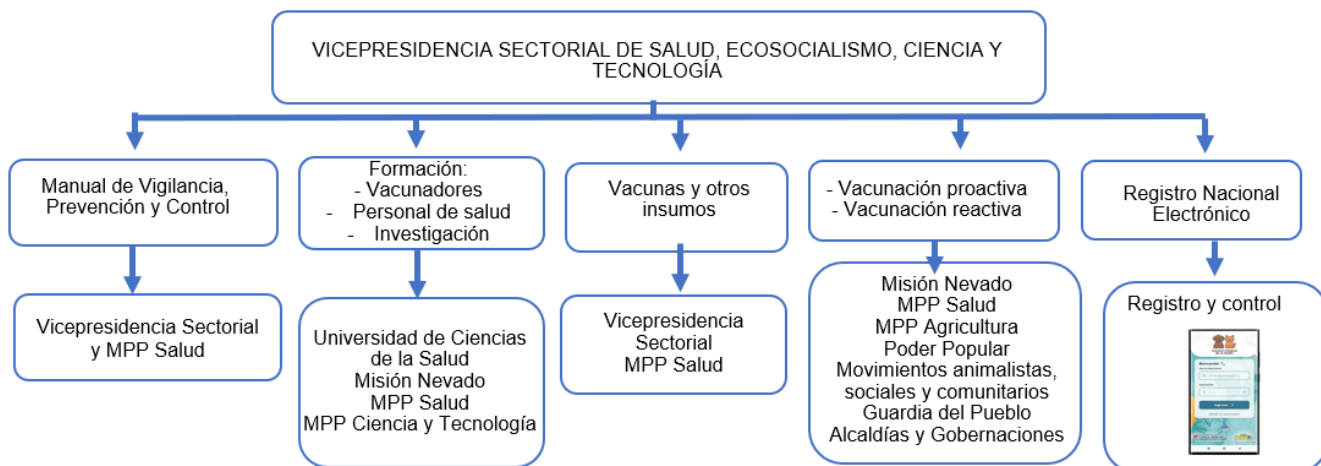 VICEPRESIDENCIA SECTORIAL DE SALUD, ECOSOCIALISMO, CIENCIA Y
TECNOLOGÍA
Manual de Vigilancia,
Prevención y Control
Formación:
- Vacunadores
- Personal de salud
- Investigación
Vacunas y otros
insumos
- Vacunación proactiva
- Vacunación reactiva
Registro Nacional
Electrónico
Vicepresidencia Sectorial
y MPP Salud
Universidad de Ciencias
de la Salud
Misión Nevado
MPP Salud
MPP Ciencia y Tecnología
Vicepresidencia
Sectorial
MPP Salud
Misión Nevado
MPP Salud
MPP Agricultura
Poder Popular
Movimientos animalistas,
sociales y comunitarios
Guardia del Pueblo
Alcaldías y Gobernaciones
Registro y control